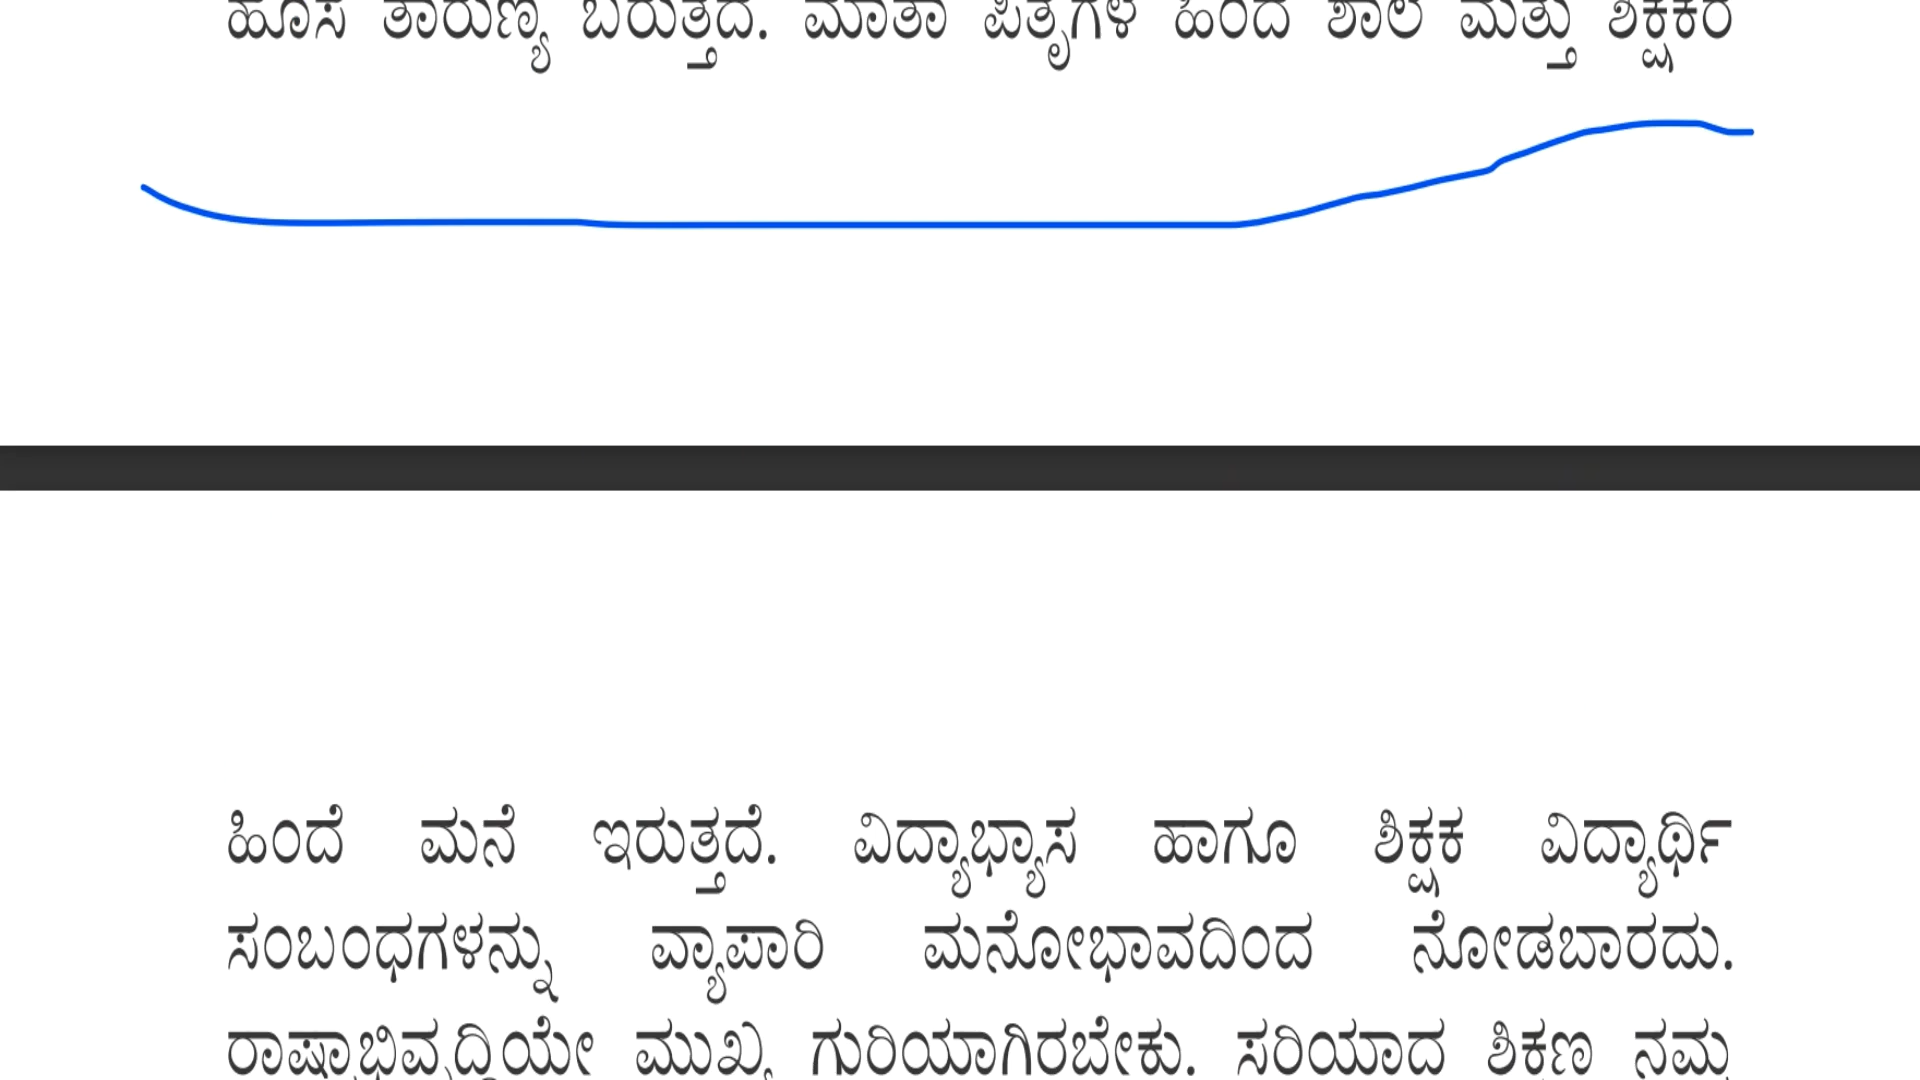 ಹೊಸ ತಾರುಣ್ಯ ಬರುತ್ತದೆ. ಮಾತಾ ಪಿತೃಗಳ ಹಿಂದೆ ಶಾಲೆ ಮತ್ತು ಶಿಕ್ಷಕರ
ಹಿಂದೆ ಮನೆ ಇರುತ್ತದೆ. ವಿದ್ಯಾಭ್ಯಾಸ ಹಾಗೂ ಶಿಕ್ಷಕ ವಿದ್ಯಾರ್ಥಿ
ಸಂಬಂಧಗಳನ್ನು ವ್ಯಾಪಾರಿ ಮನೋಭಾವದಿಂದ ನೋಡಬಾರದು.
ರಾಷ್ಟ್ರಾಭಿವೃದ್ಧಿಯೇ ಮುಖ್ಯ ಗುರಿಯಾಗಿರಬೇಕು. ಸರಿಯಾದ ಶಿಕ್ಷಣ ನಮ್ಮ